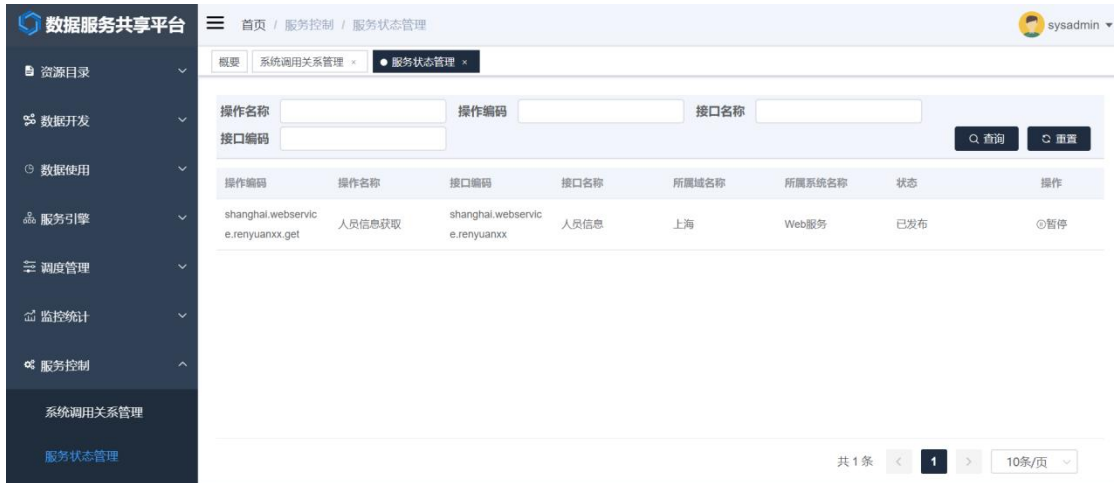 数据服务共享平台
首页 / 服务控制 / 服务状态管理
sysadmin
概要 系统调用关系管理 × ● 服务状态管理 ×
资源目录
数据开发
数据使用
服务引擎
调度管理
监控统计
服务控制
系统调用关系管理
服务状态管理
操作名称 操作编码 接口名称
接口编码 查询 重置
操作编码 操作名称 接口编码 接口名称 所属域名称 所属系统名称 状态 操作
shanghai.webservic 人员信息获取 shanghai.webservic 人员信息 上海 Web服务 已发布 暂停
e.renyuanxx.get e.renyuanxx
共 1 条 < 1 > 10条/页